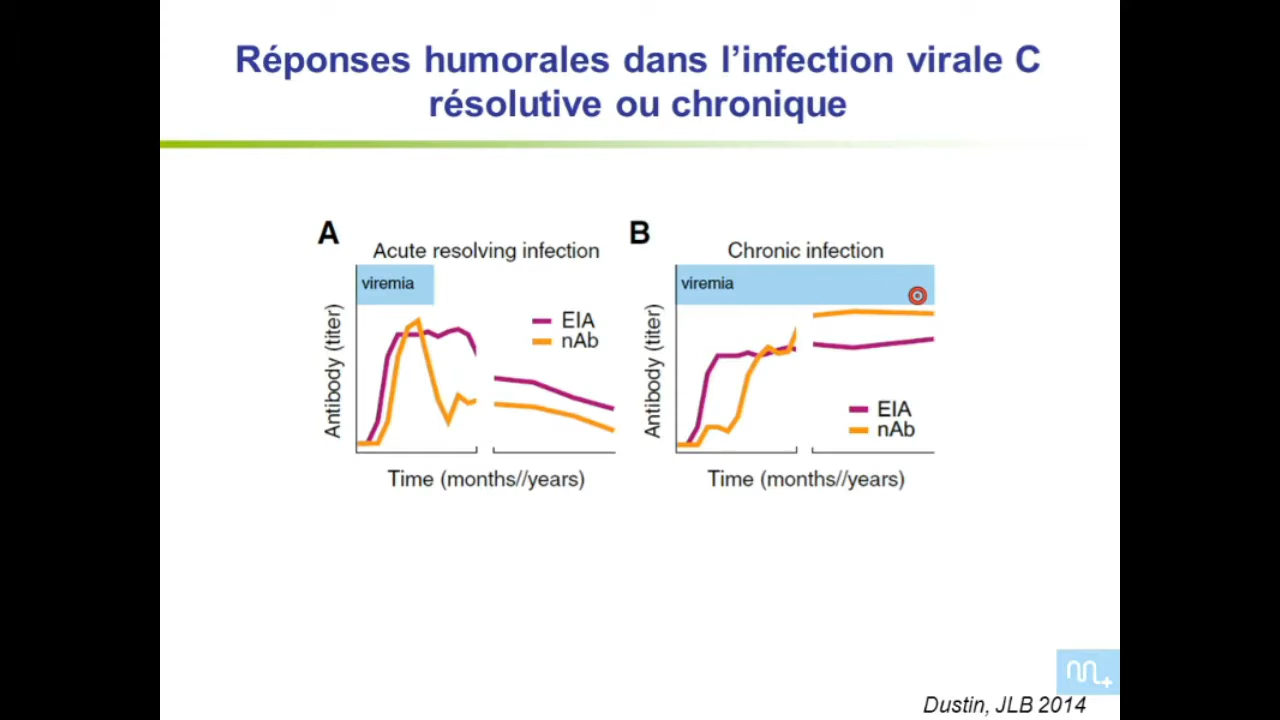 Réponses humorales dans l’infection virale C
résolutive ou chronique
A
Acute resolving infection
viremia
EIA
nAb
Antibody (titer)
Time (months//years)
B
Chronic infection
viremia
EIA
nAb
Antibody (titer)
Time (months//years)
Dustin, JLB 2014